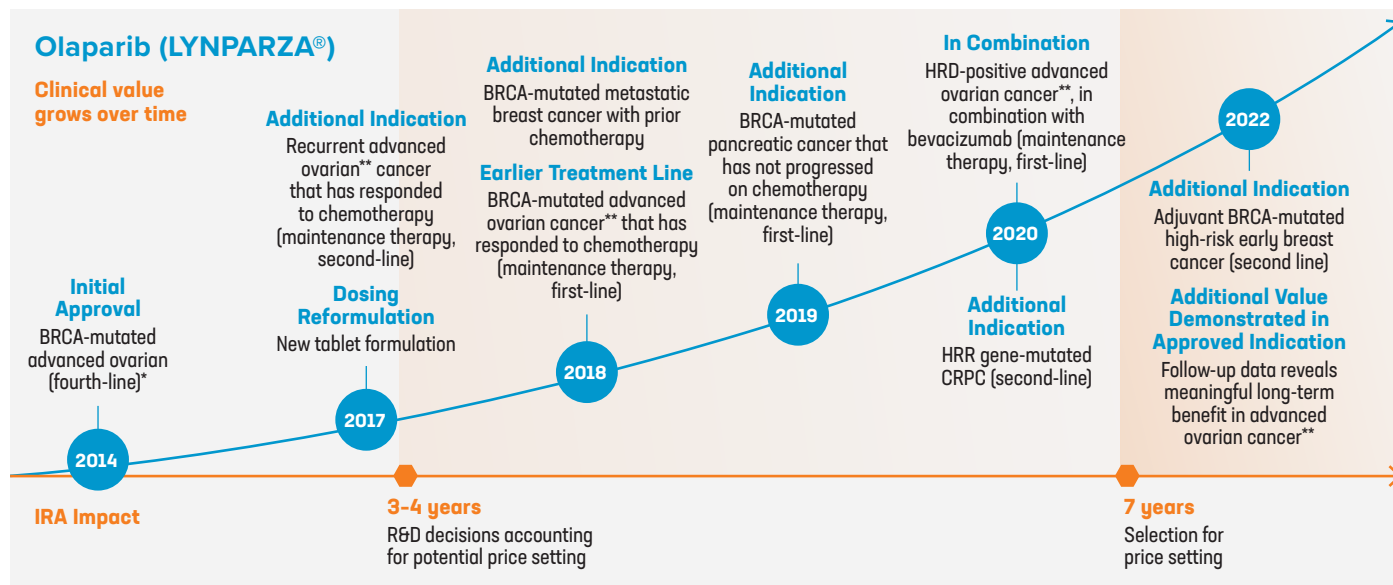 Olaparib (LYNPARZA®)
Clinical value
grows over time
Initial
Approval
BRCA-mutated
advanced ovarian
(fourth-line)*
2014
Additional Indication
Recurrent advanced
ovarian** cancer
that has responded
to chemotherapy
(maintenance therapy,
second-line)
Dosing
Reformulation
New tablet formulation
2017
Additional Indication
BRCA-mutated metastatic
breast cancer with prior
chemotherapy
Earlier Treatment Line
BRCA-mutated advanced
ovarian cancer** that has
responded to chemotherapy
(maintenance therapy,
first-line)
2018
Additional
Indication
BRCA-mutated
pancreatic cancer that
has not progressed
on chemotherapy
(maintenance therapy,
first-line)
2019
In Combination
HRD-positive advanced
ovarian cancer**, in
combination with
bevacizumab (maintenance
therapy, first-line)
2020
Additional
Indication
HRR gene-mutated
CRPC (second-line)
2022
Additional Indication
Adjuvant BRCA-mutated
high-risk early breast
cancer (second line)
Additional Value
Demonstrated in
Approved Indication
Follow-up data reveals
meaningful long-term
benefit in advanced
ovarian cancer**
IRA Impact
3-4 years
R&D decisions accounting
for potential price setting
7 years
Selection for
price setting